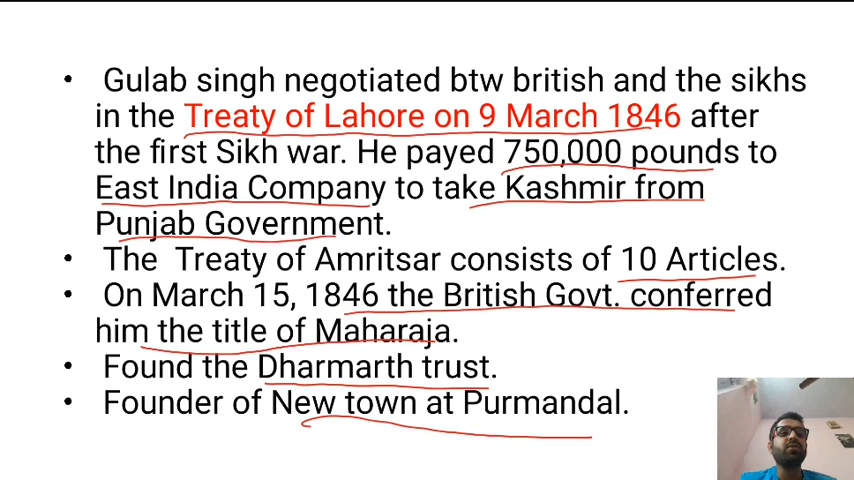 • Gulab singh negotiated btw british and the sikhs
in the Treaty of Lahore on 9 March 1846 after
the first Sikh war. He payed 750,000 pounds to
East India Company to take Kashmir from
Punjab Government.
• The Treaty of Amritsar consists of 10 Articles.
• On March 15, 1846 the British Govt. conferred
him the title of Maharaja.
• Found the Dharmarth trust.
• Founder of New town at Purmandal.